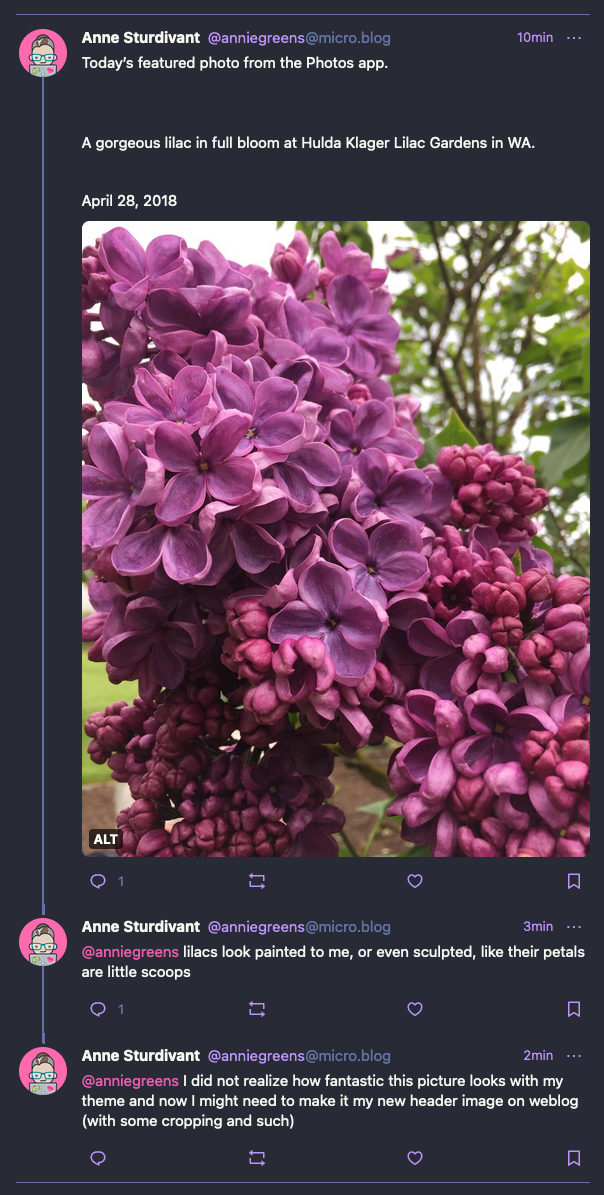 Anne Sturdivant @anniegreens@micro.blog 10min ...
Today’s featured photo from the Photos app.
A gorgeous lilac in full bloom at Hulda Klager Lilac Gardens in WA.
April 28, 2018
ALT
1
Anne Sturdivant @anniegreens@micro.blog 3min ...
@anniegreens lilacs look painted to me, or even sculpted, like their petals
are little scoops
1
Anne Sturdivant @anniegreens@micro.blog 2min ...
@anniegreens I did not realize how fantastic this picture looks with my
theme and now I might need to make it my new header image on weblog
(with some cropping and such)